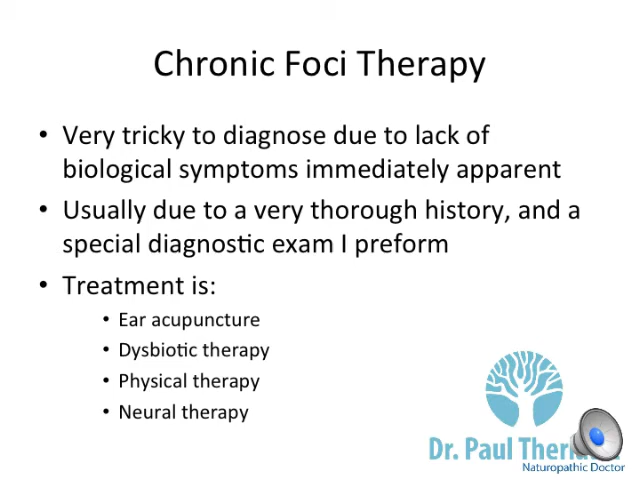 Chronic Foci Therapy
• Very tricky to diagnose due to lack of
biological symptoms immediately apparent
• Usually due to a very thorough history, and a
special diagnostic exam I preform
• Treatment is:
• Ear acupuncture
• Dysbiotic therapy
• Physical therapy
• Neural therapy
Dr. Paul
Naturopathic Doctor